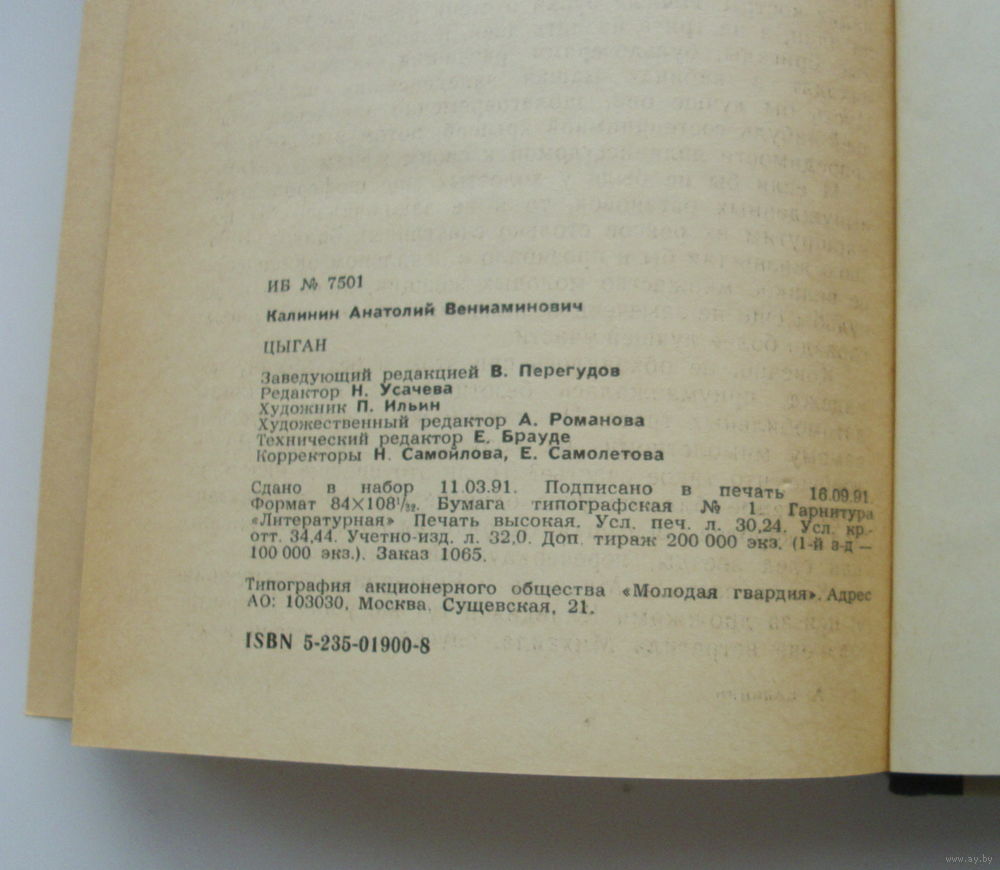 ИБ № 7501
Калинин Анатолий Вениаминович
ЦЫГАН
Заведующий редакцией В. Перегудов
Редактор Н. Усачева
Художник П. Ильин
Художественный редактор А. Романова
Технический редактор Е. Брауде
Корректоры Н. Самойлова, Е. Самолетова
Сдано в набор 11.03.91. Подписано в печать 16.09.91.
Формат 84×108¹/₃₂. Бумага типографская № 1. Гарнитура
«Литературная» Печать высокая. Усл. печ. л. 30,24. Усл. кр.-
отт. 34,44. Учетно-изд. л. 32,0. Доп. тираж 200 000 экз. (1-й з-д —
100 000 экз.). Заказ 1065.
Типография акционерного общества «Молодая гвардия». Адрес
АО: 103030, Москва, Сущевская, 21.
ISBN 5-235-01900-8
www.ay.by